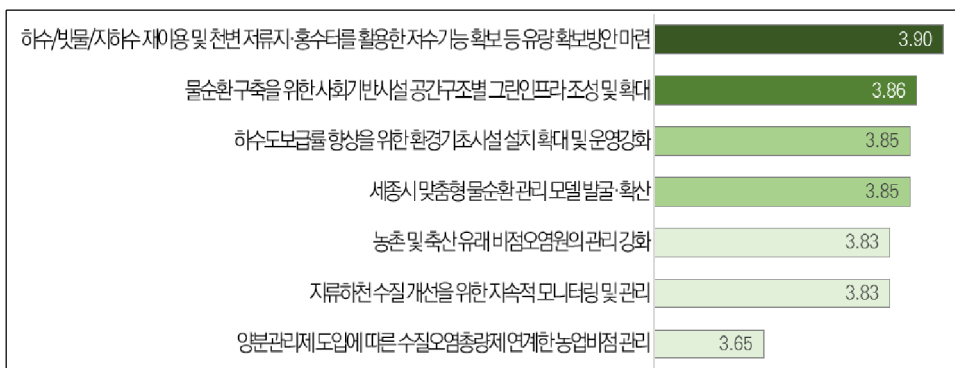 하수/빗물/지하수 재이용 및 천변 저류지·홍수터를 활용한 저수기능 확보 등 유량 확보방안 마련 3.90
물순환 구축을 위한 사회기반시설 공간구조별 그린인프라 조성 및 확대 3.86
하수도보급률 향상을 위한 환경기초시설 설치 확대 및 운영강화 3.85
세종시 맞춤형 물순환 관리 모델 발굴·확산 3.85
농촌 및 축산 유래 비점오염원의 관리 강화 3.83
지류하천 수질 개선을 위한 지속적 모니터링 및 관리 3.83
양분관리제 도입에 따른 수질오염총량제 연계한 농업비점 관리 3.65